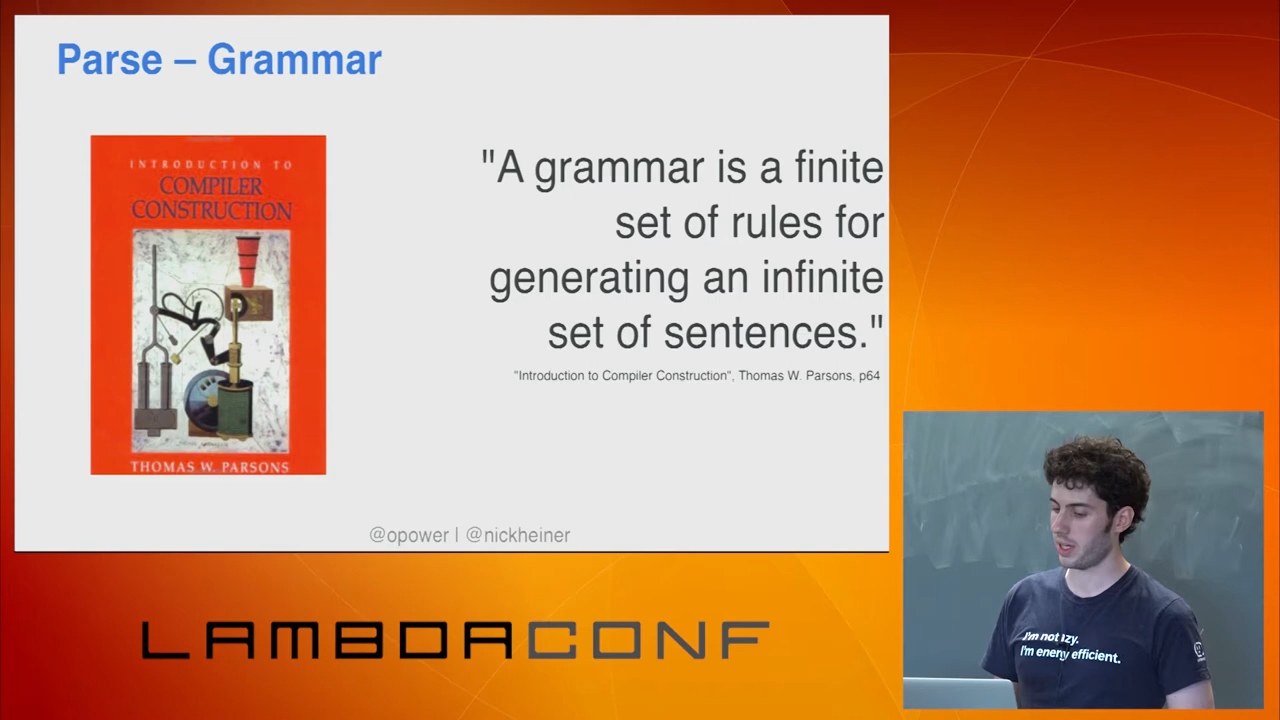 Parse – Grammar
INTRODUCTION TO
COMPILER
CONSTRUCTION
THOMAS W. PARSONS
"A grammar is a finite
set of rules for
generating an infinite
set of sentences."
"Introduction to Compiler Construction", Thomas W. Parsons, p64
@opower | @nickheiner
LAMBDACONF
I'm not lazy.
I'm energy efficient.